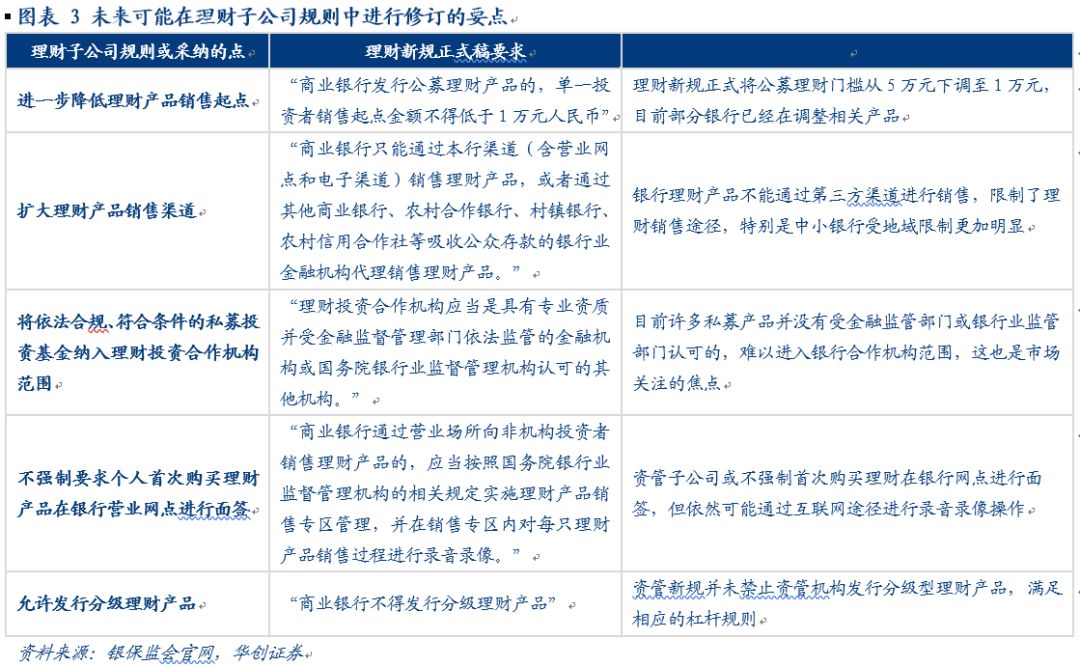 图表 3 未来可能在理财子公司规则中进行修订的要点
理财子公司规则或采纳的点
理财新规正式稿要求
进一步降低理财产品销售起点
“商业银行发行公募理财产品的，单一投
资者销售起点金额不得低于 1 万元人民币”
理财新规正式将公募理财门槛从 5 万元下调至 1 万元，
目前部分银行已经在调整相关产品
扩大理财产品销售渠道
“商业银行只能通过本行渠道（含营业网
点和电子渠道）销售理财产品，或者通过
其他商业银行、农村合作银行、村镇银行、
农村信用合作社等吸收公众存款的银行业
金融机构代理销售理财产品。”
银行理财产品不能通过第三方渠道进行销售，限制了理
财销售途径，特别是中小银行受地域限制更加明显
将依法合规、符合条件的私募投
资基金纳入理财投资合作机构
范围
“理财投资合作机构应当是具有专业资质
并受金融监督管理部门依法监管的金融机
构或国务院银行业监督管理机构认可的其
他机构。”
目前许多私募产品并没有受金融监管部门或银行业监管
部门认可的，难以进入银行合作机构范围，这也是市场
关注的焦点
不强制要求个人首次购买理财
产品在银行营业网点进行面签
“商业银行通过营业场所向非机构投资者
销售理财产品的，应当按照国务院银行业
监督管理机构的相关规定实施理财产品销
售专区管理，并在销售专区内对每只理财
产品销售过程进行录音录像。”
资管子公司或不强制首次购买理财在银行网点进行面
签，但依然可能通过互联网途径进行录音录像操作
允许发行分级理财产品
“商业银行不得发行分级理财产品”
资管新规并未禁止资管机构发行分级型理财产品，满足
相应的杠杆规则
资料来源：银保监会官网，华创证券